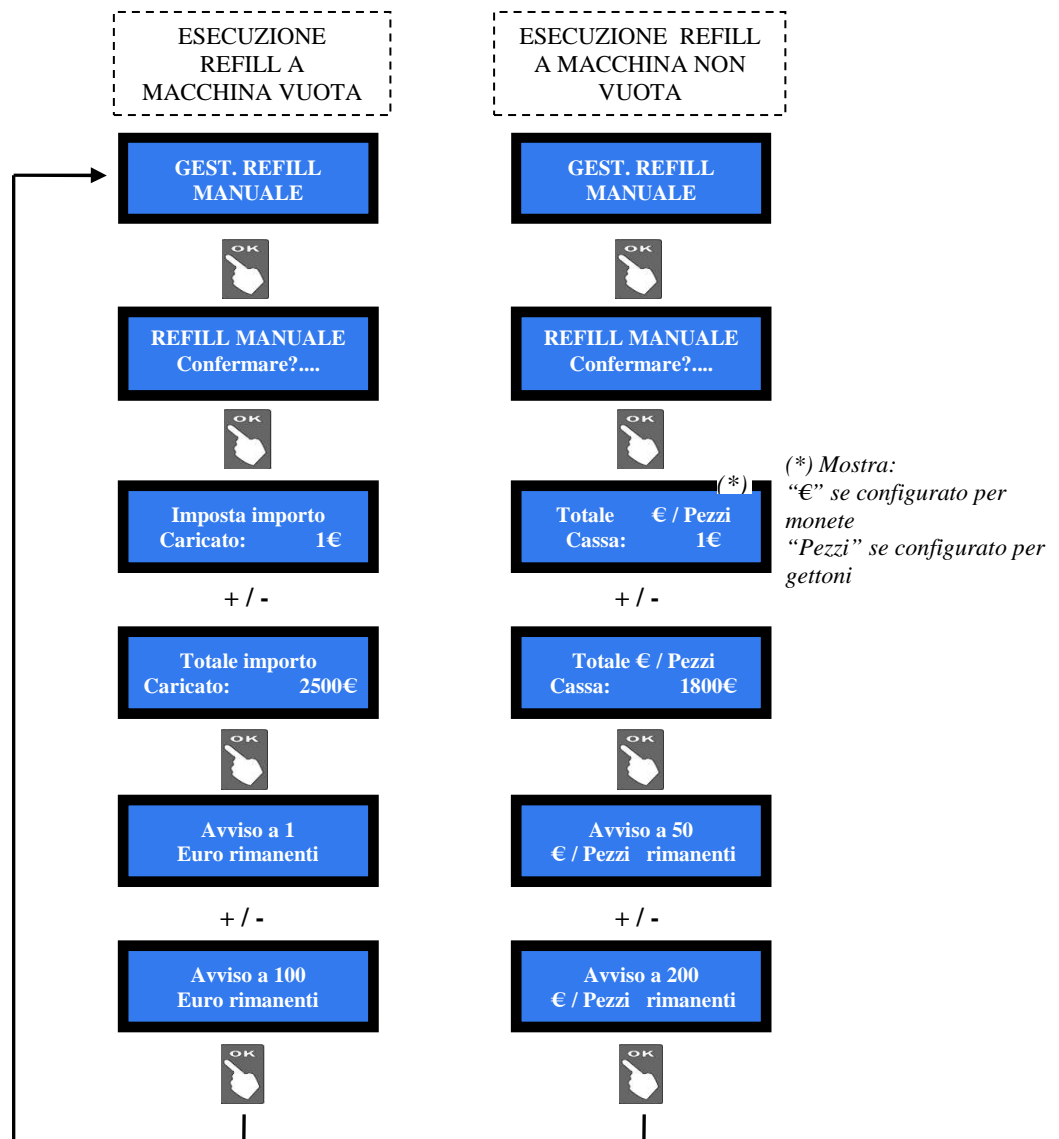 ESECUZIONE
REFILL A
MACCHINA VUOTA
GEST. REFILL
MANUALE
OK
REFILL MANUALE
Confermare?....
OK
Imposta importo
Caricato: 1€
+ / -
Totale importo
Caricato: 2500€
OK
Avviso a 1
Euro rimanenti
+ / -
Avviso a 100
Euro rimanenti
OK
ESECUZIONE REFILL
A MACCHINA NON
VUOTA
GEST. REFILL
MANUALE
OK
REFILL MANUALE
Confermare?....
OK
(*)
Totale € / Pezzi
Cassa: 1€
+ / -
Totale € / Pezzi
Cassa: 1800€
OK
Avviso a 50
€ / Pezzi rimanenti
+ / -
Avviso a 200
€ / Pezzi rimanenti
OK
(*) Mostra:
“€” se configurato per
monete
“Pezzi” se configurato per
gettoni